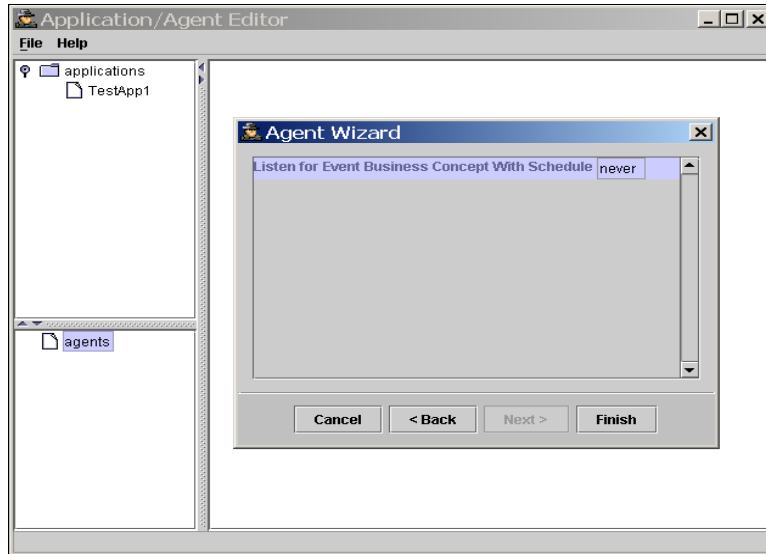 Application/Agent Editor
File Help
applications
TestApp1
Agent Wizard
Listen for Event Business Concept With Schedule never
agents
Cancel < Back Next > Finish